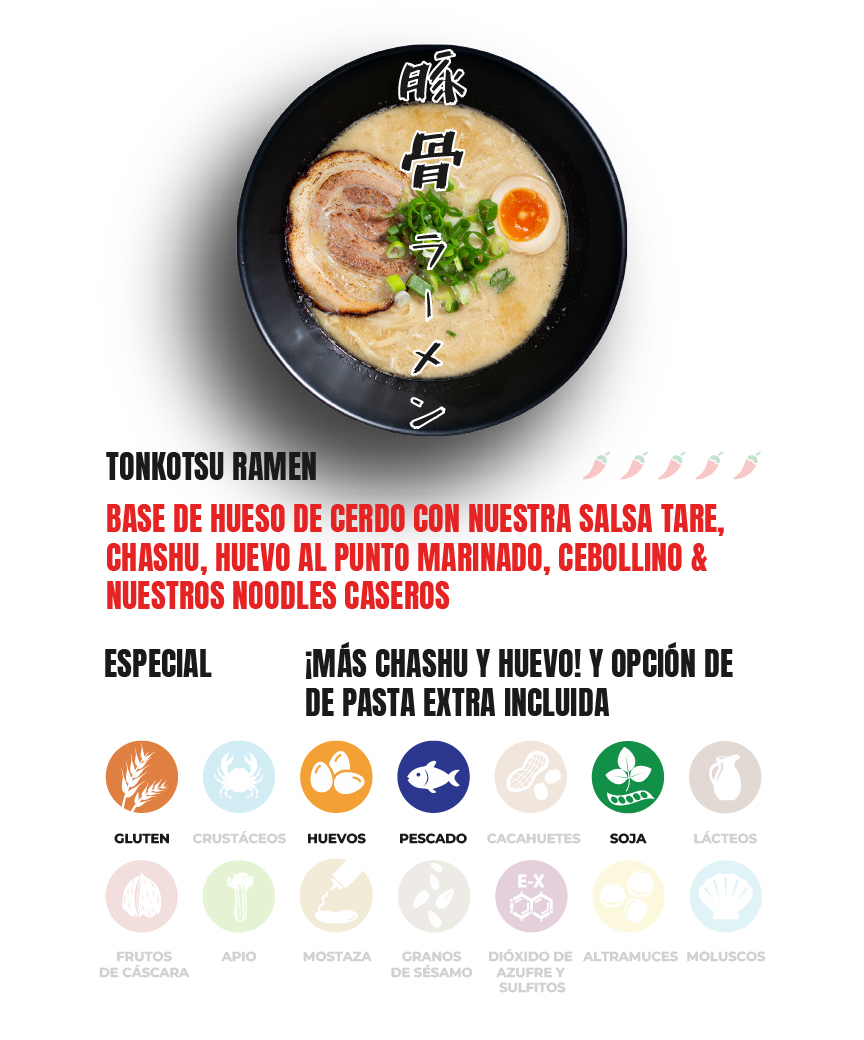 豚骨ラーメン
TONKOTSU RAMEN
BASE DE HUESO DE CERDO CON NUESTRA SALSA TARE,
CHASHU, HUEVO AL PUNTO MARINADO, CEBOLLINO &
NUESTROS NOODLES CASEROS
ESPECIAL
¡MÁS CHASHU Y HUEVO! Y OPCIÓN DE
DE PASTA EXTRA INCLUIDA
GLUTEN
CRUSTÁCEOS
HUEVOS
PESCADO
CACAHUETES
SOJA
LÁCTEOS
E-X
FRUTOS
DE CÁSCARA
APIO
MOSTAZA
GRANOS
DE SÉSAMO
DIÓXIDO DE
AZUFRE Y
SULFITOS
ALTRAMUCES
MOLUSCOS